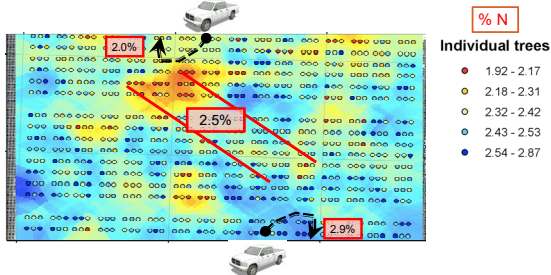 % N
Individual trees
1.92 - 2.17
2.18 - 2.31
2.32 - 2.42
2.43 - 2.53
2.54 - 2.87
2.0%
2.5%
2.9%